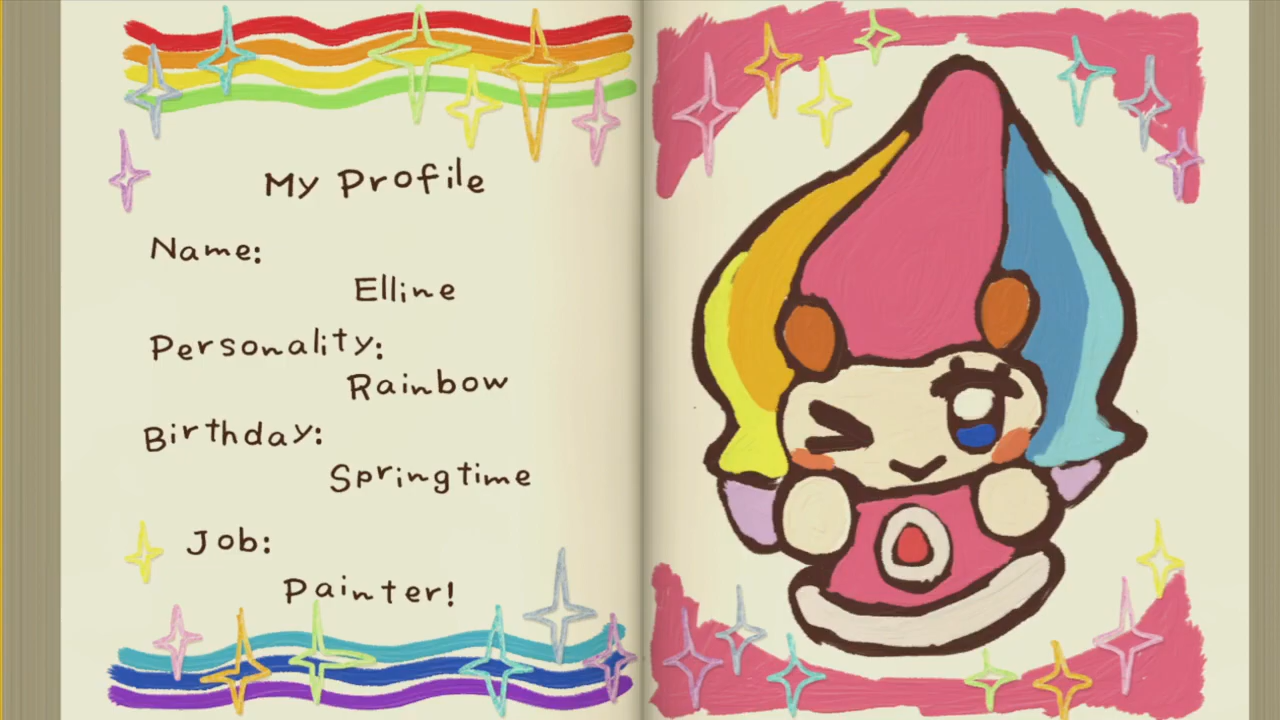 My Profile
Name:
Elline
Personality:
Rainbow
Birthday:
Springtime
Job:
Painter!